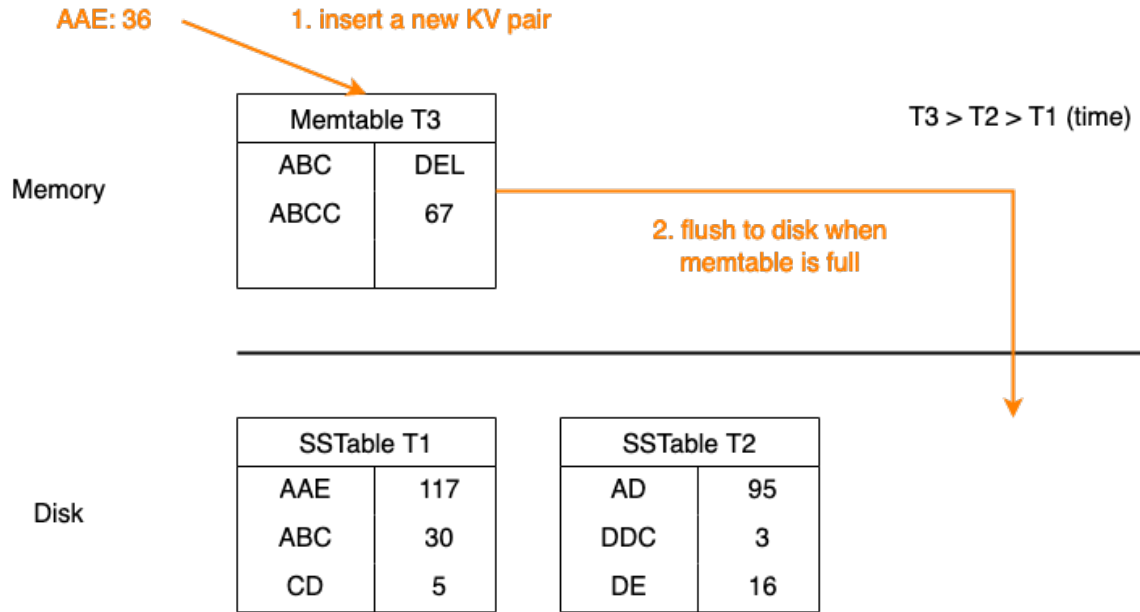 AAE: 36
1. insert a new KV pair
Memtable T3
T3 > T2 > T1 (time)
ABC DEL
Memory
ABCC 67
2. flush to disk when
memtable is full
SSTable T1
SSTable T2
AAE 117
AD 95
Disk
ABC 30
DDC 3
CD 5
DE 16